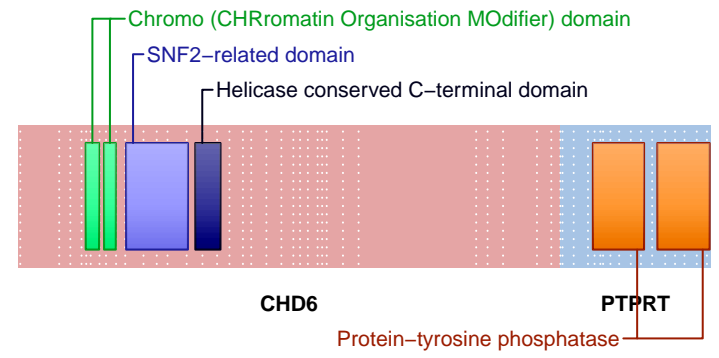 Chromo (CHRromatin Organisation MOdifier) domain
SNF2−related domain
Helicase conserved C−terminal domain
CHD6 PTPRT
Protein−tyrosine phosphatase